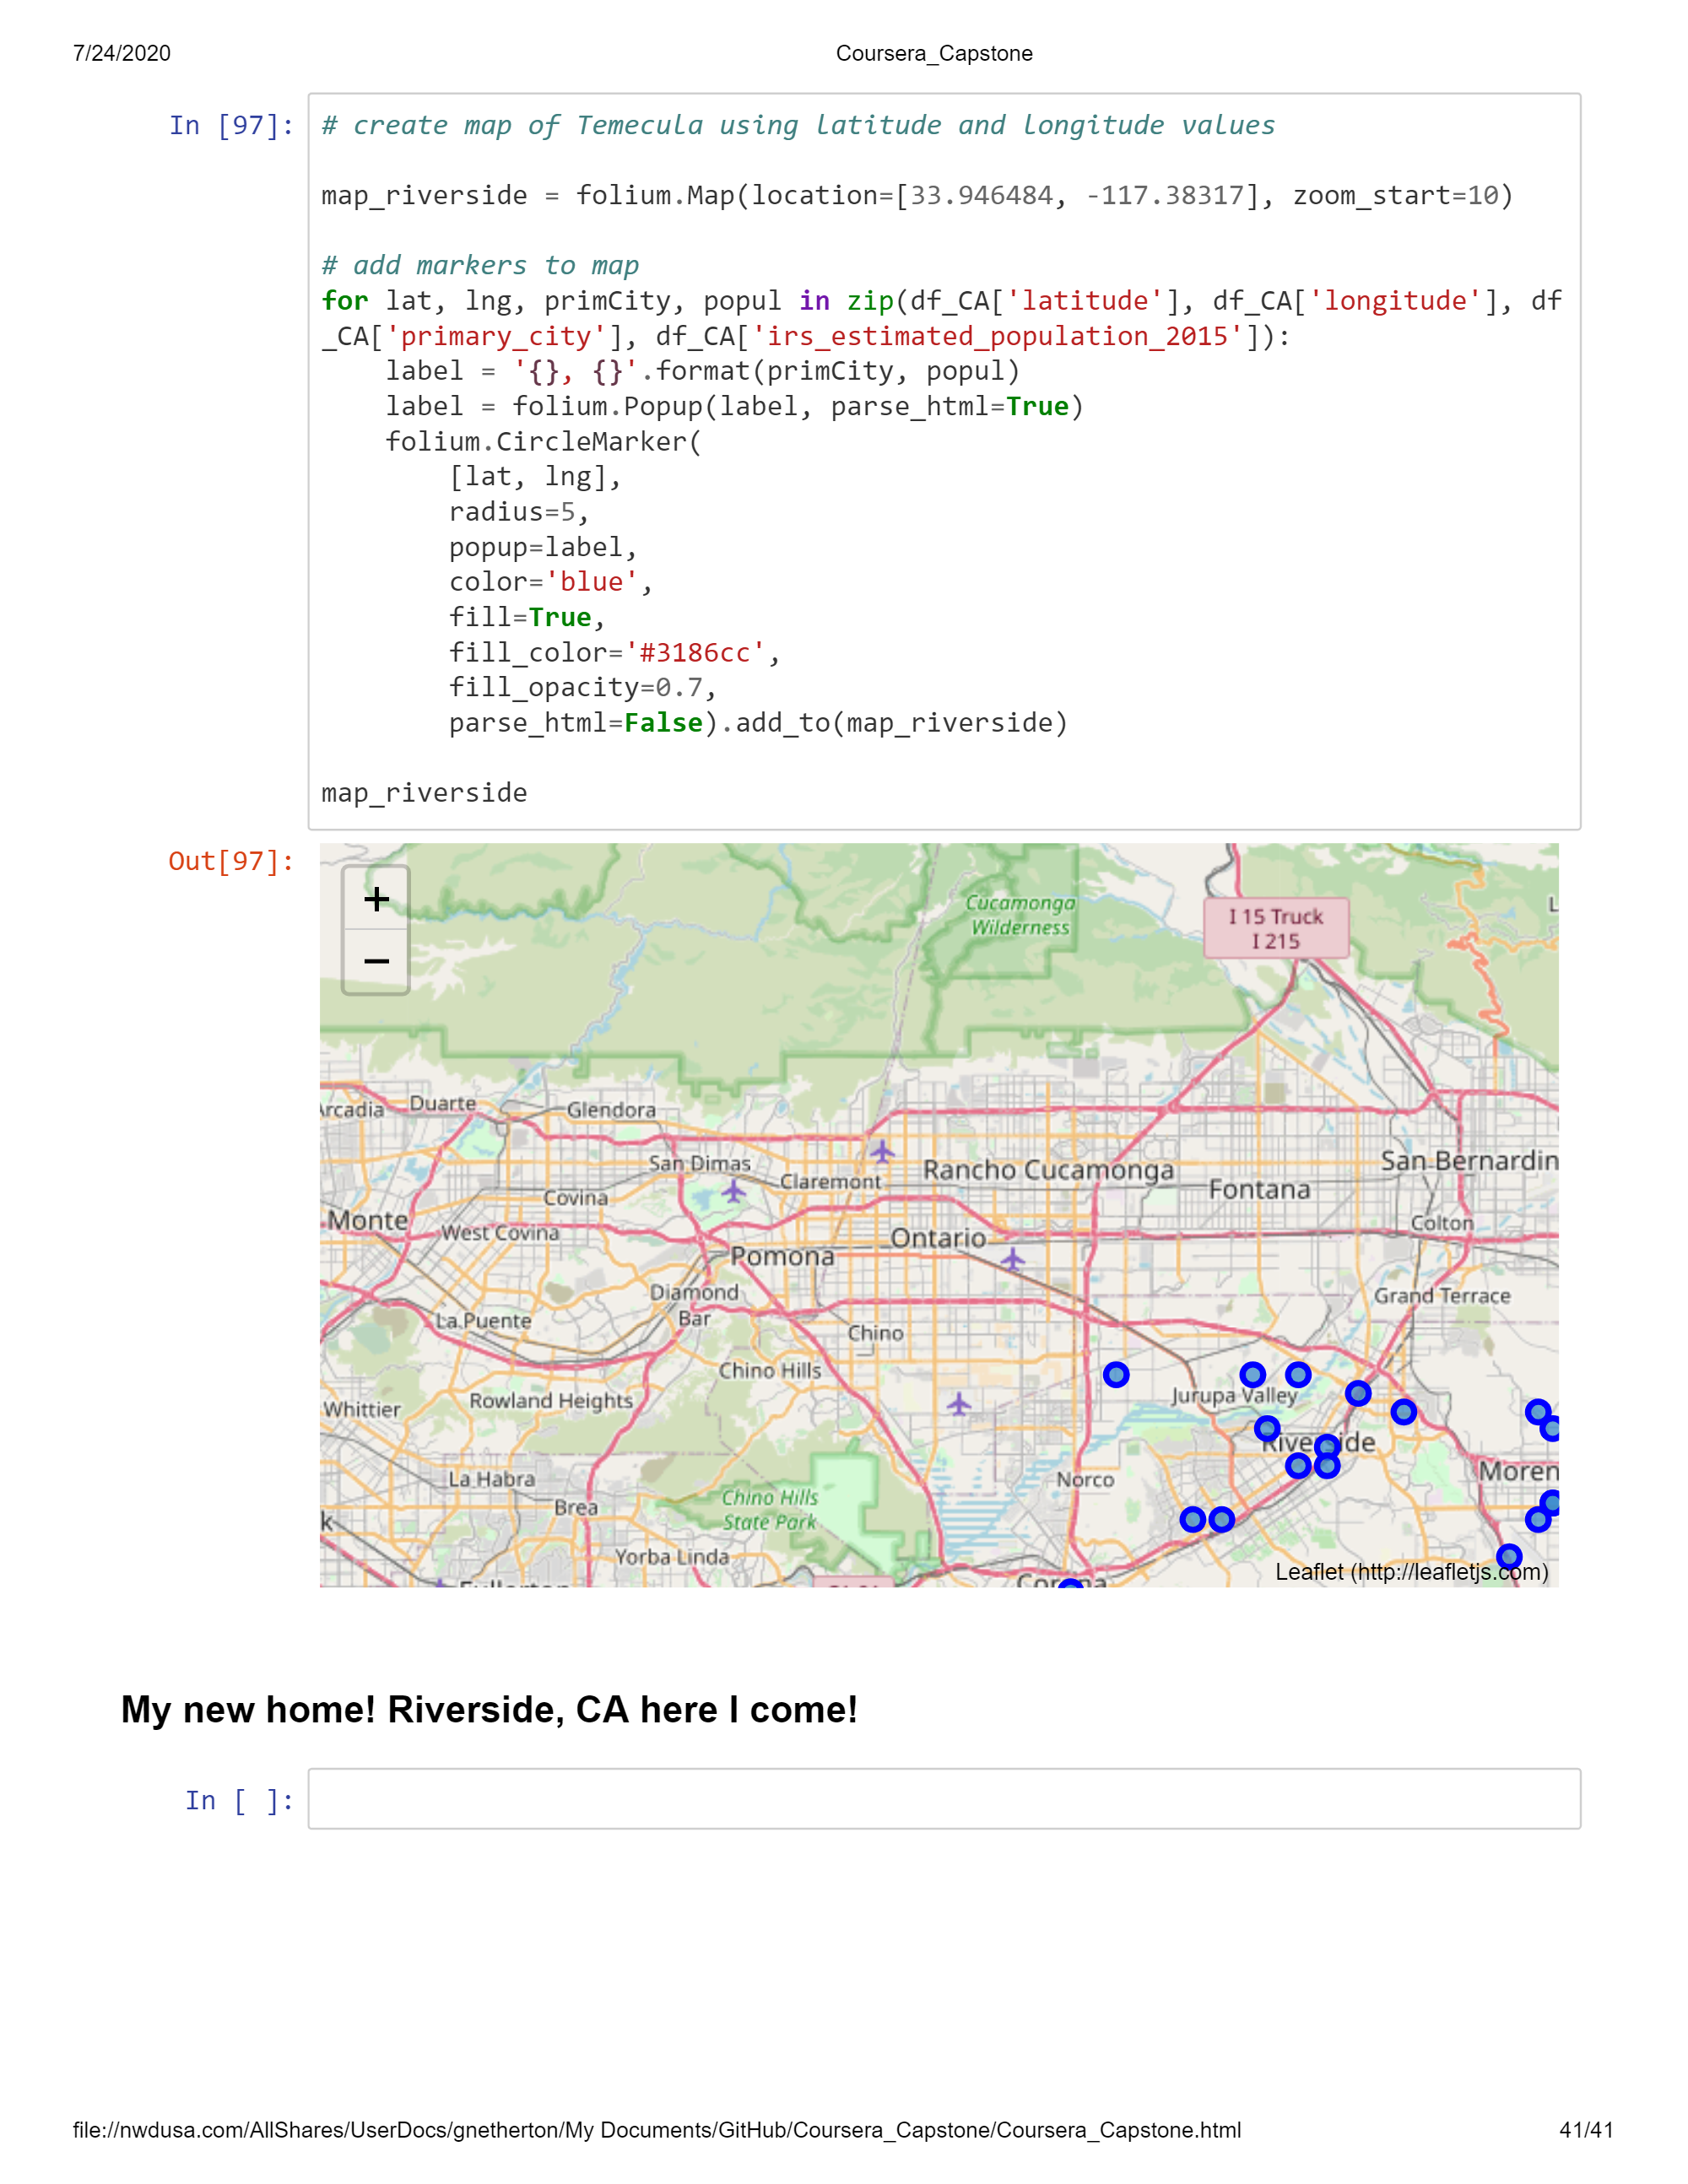 7/24/2020
Coursera_Capstone
In [97]:
# create map of Temecula using latitude and longitude values
map_riverside = folium.Map(location=[33.946484, -117.38317], zoom_start=10)
# add markers to map
for lat, lng, primCity, popul in zip(df_CA['latitude'], df_CA['longitude'], df
_CA['primary_city'], df_CA['irs_estimated_population_2015']):
    label = '{}, {}'.format(primCity, popul)
    label = folium.Popup(label, parse_html=True)
    folium.CircleMarker(
        [lat, lng],
        radius=5,
        popup=label,
        color='blue',
        fill=True,
        fill_color='#3186cc',
        fill_opacity=0.7,
        parse_html=False).add_to(map_riverside)
map_riverside
Out[97]:
+
−
Cucamonga
Wilderness
L
I 15 Truck
I 215
Arcadia
Duarte
Glendora
San Dimas
Claremont
Rancho Cucamonga
San Bernardin
Fontana
Covina
Monte
West Covina
Colton
Ontario
Pomona
Diamond
Bar
Grand Terrace
La Puente
Chino
Chino Hills
Jurupa Valley
Rowland Heights
Whittier
Riverside
Moren
La Habra
Norco
Brea
Chino Hills
State Park
k
Yorba Linda
Fullerton
Corona
Leaflet (http://leafletjs.com)
My new home! Riverside, CA here I come!
In [ ]:
file://nwdusa.com/AllShares/UserDocs/gnetherton/My Documents/GitHub/Coursera_Capstone/Coursera_Capstone.html
41/41